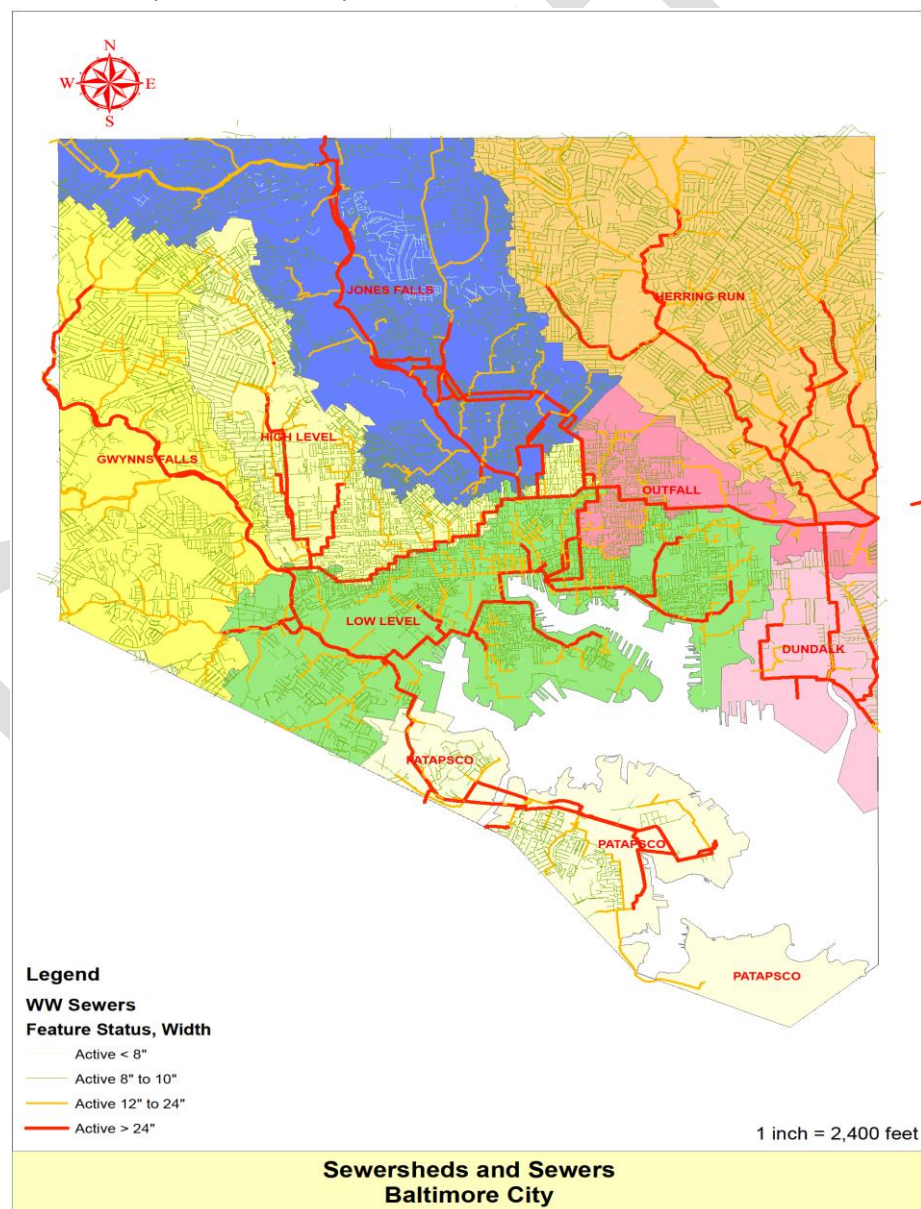 N
W E
S
JONES FALLS
HERRING RUN
HIGH LEVEL
GWYNNS FALLS
OUTFALL
LOW LEVEL
DUNDALK
PATAPSCO
PATAPSCO
PATAPSCO
Legend
WW Sewers
Feature Status, Width
Active < 8"
Active 8" to 10"
Active 12" to 24"
Active > 24"
1 inch = 2,400 feet
Sewersheds and Sewers
Baltimore City